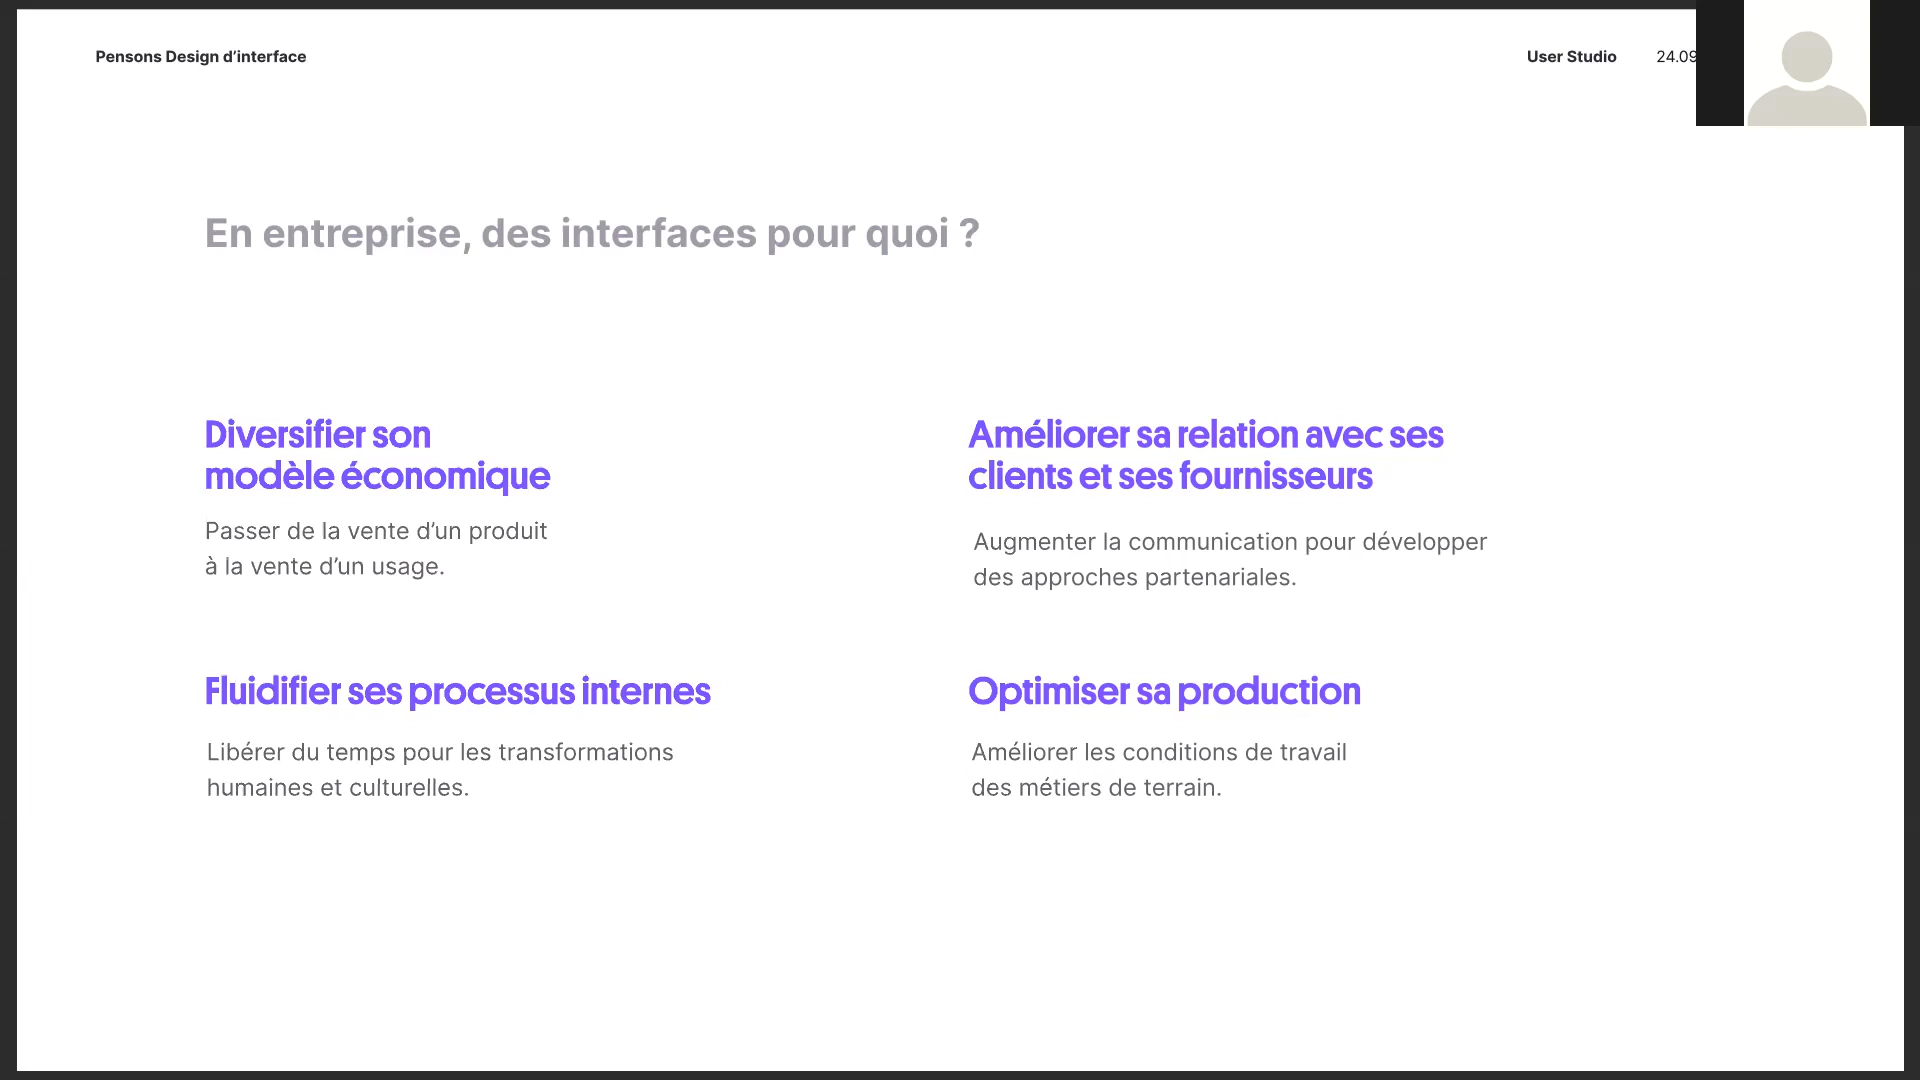 Pensons Design d’interface
User Studio 24.09
En entreprise, des interfaces pour quoi ?
Diversifier son
modèle économique
Passer de la vente d’un produit
à la vente d’un usage.
Améliorer sa relation avec ses
clients et ses fournisseurs
Augmenter la communication pour développer
des approches partenariales.
Fluidifier ses processus internes
Libérer du temps pour les transformations
humaines et culturelles.
Optimiser sa production
Améliorer les conditions de travail
des métiers de terrain.